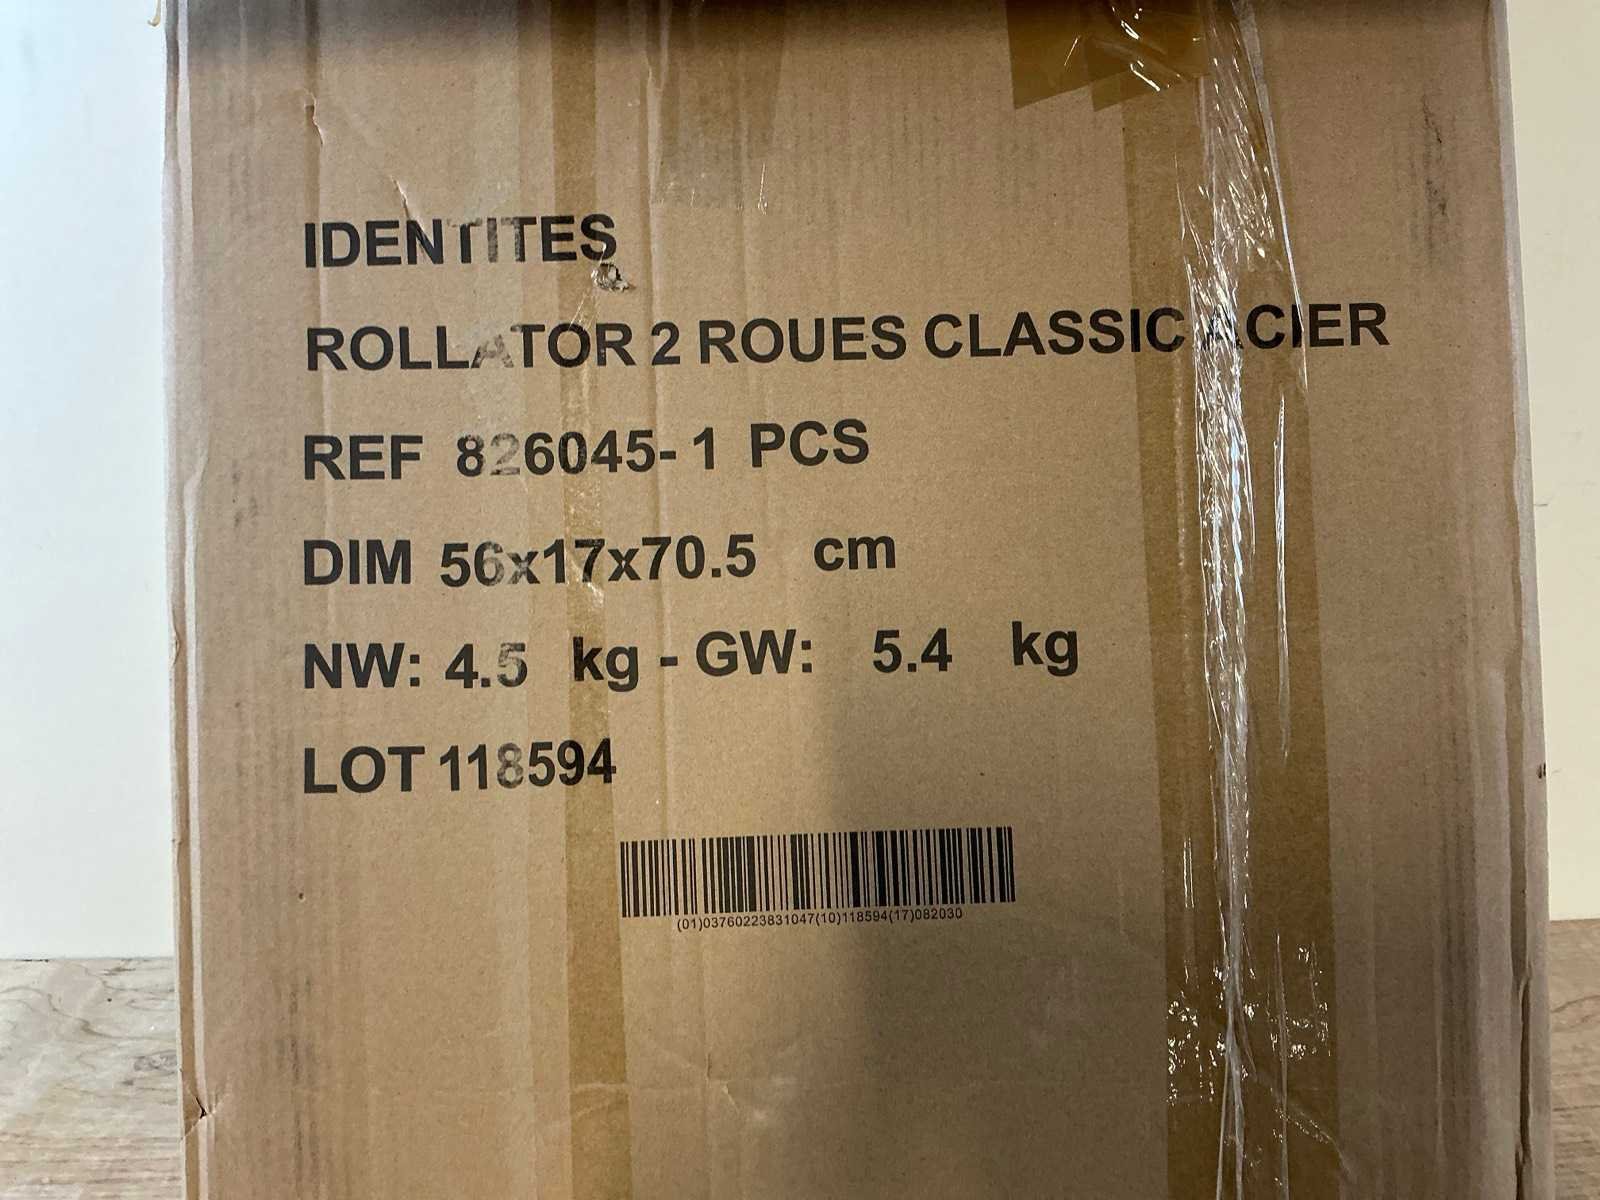 IDENTITES
ROLLATOR 2 ROUES CLASSIC ACIER
REF 826045- 1 PCS
DIM 56x17x70.5 cm
NW: 4.5 kg - GW: 5.4 kg
LOT 118594
(01)03760223831047(10)118594(17)082030